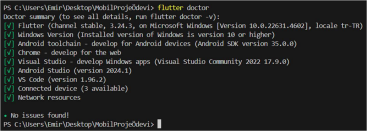 PS C:\Users\Emir\Desktop\MobilProjeÖdevi> flutter doctor
Doctor summary (to see all details, run flutter doctor -v):
[√] Flutter (Channel stable, 3.24.3, on Microsoft Windows [Version 10.0.22631.4602], locale tr-TR)
[√] Windows Version (Installed version of Windows is version 10 or higher)
[√] Android toolchain - develop for Android devices (Android SDK version 35.0.0)
[√] Chrome - develop for the web
[√] Visual Studio - develop Windows apps (Visual Studio Community 2022 17.9.0)
[√] Android Studio (version 2024.1)
[√] VS Code (version 1.96.2)
[√] Connected device (3 available)
[√] Network resources
• No issues found!
PS C:\Users\Emir\Desktop\MobilProjeÖdevi>